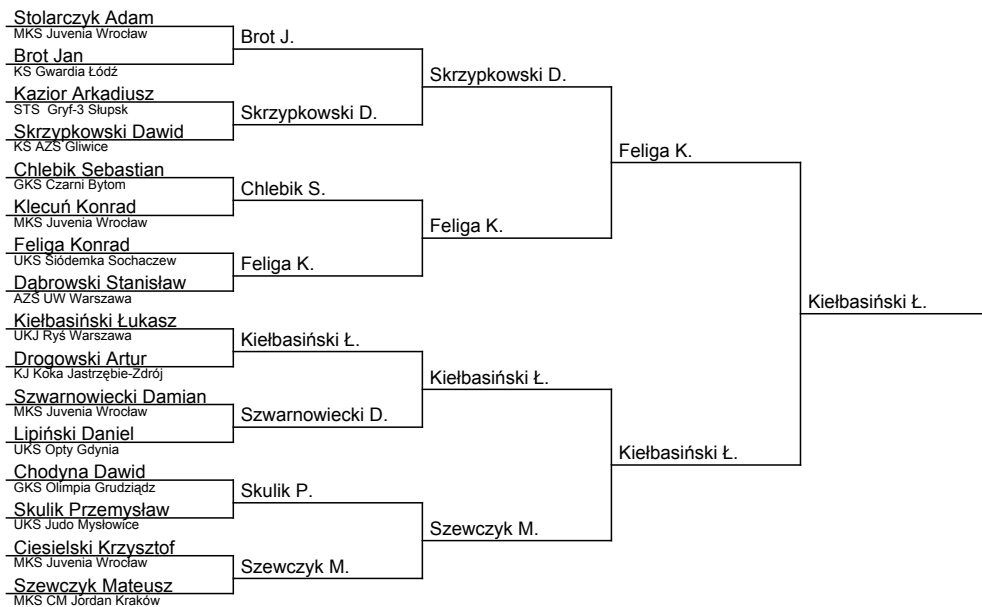 Stolarczyk Adam
MKS Juvenia Wrocław
Brot Jan
KS Gwardia Łódź
Kazior Arkadiusz
STS Gryf-3 Słupsk
Skrzypkowski Dawid
KS AZS Gliwice
Chlebik Sebastian
GKS Czarni Bytom
Klecuń Konrad
MKS Juvenia Wrocław
Feliga Konrad
UKS Siódemka Sochaczew
Dąbrowski Stanisław
AZS UW Warszawa
Kiełbasiński Łukasz
UKJ Ryś Warszawa
Drogowski Artur
KJ Koka Jastrzębie-Zdrój
Szwarnowiecki Damian
MKS Juvenia Wrocław
Lipiński Daniel
UKS Opty Gdynia
Chodyna Dawid
GKS Olimpia Grudziądz
Skulik Przemysław
UKS Judo Mysłowice
Ciesielski Krzysztof
MKS Juvenia Wrocław
Szewczyk Mateusz
MKS CM Jordan Kraków
Brot J.
Skrzypkowski D.
Chlebik S.
Feliga K.
Kiełbasiński Ł.
Szwarnowiecki D.
Skulik P.
Szewczyk M.
Skrzypkowski D.
Feliga K.
Kiełbasiński Ł.
Szewczyk M.
Feliga K.
Kiełbasiński Ł.
Kiełbasiński Ł.